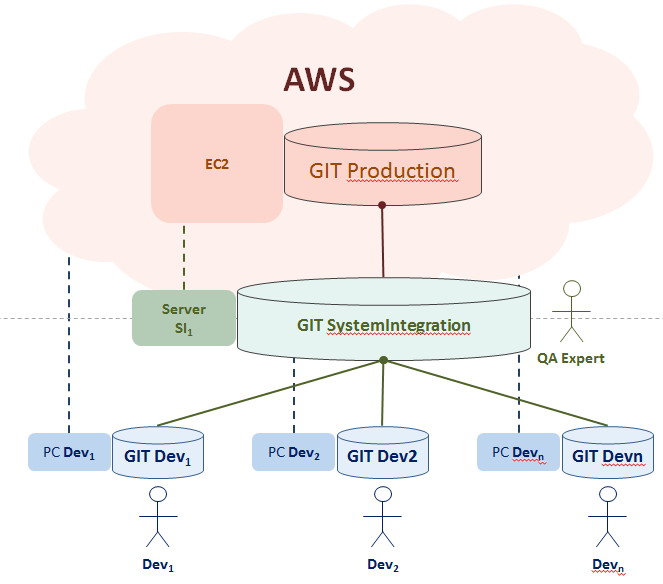 AWS
EC2
GIT Production
Server
SI₁
GIT SystemIntegration
QA Expert
PC Dev₁
GIT Dev₁
PC Dev₂
GIT Dev2
PC Devₙ
GIT Devn
Dev₁
Dev₂
Devₙ